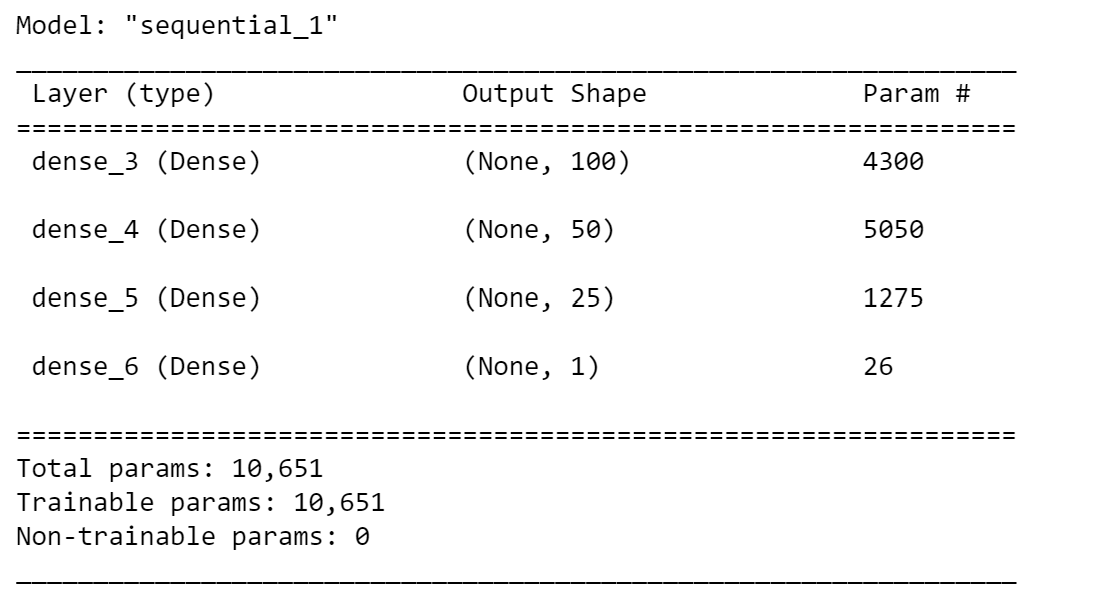 Model: "sequential_1"
_________________________________________________________________
Layer (type) Output Shape Param #
=================================================================
dense_3 (Dense) (None, 100) 4300
dense_4 (Dense) (None, 50) 5050
dense_5 (Dense) (None, 25) 1275
dense_6 (Dense) (None, 1) 26
=================================================================
Total params: 10,651
Trainable params: 10,651
Non-trainable params: 0
_________________________________________________________________